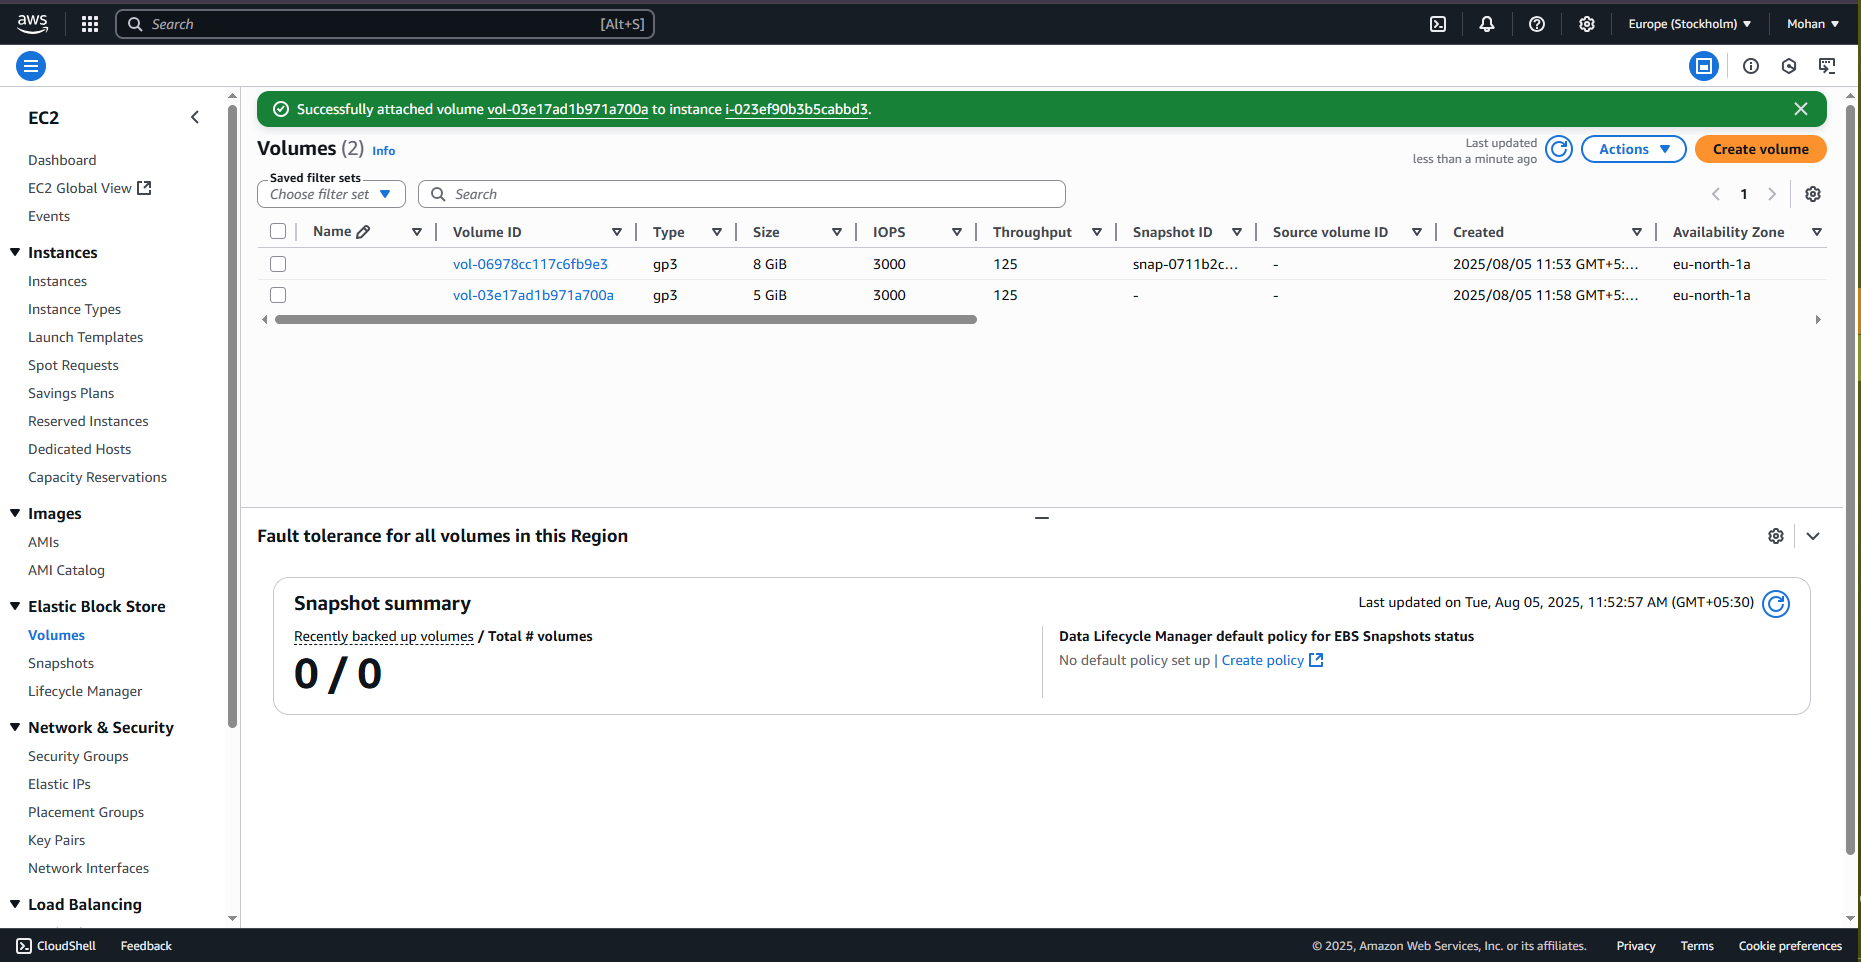 aws
Search [Alt+S]
Europe (Stockholm)
Mohan
EC2
Dashboard
EC2 Global View
Events
Instances
Instances
Instance Types
Launch Templates
Spot Requests
Savings Plans
Reserved Instances
Dedicated Hosts
Capacity Reservations
Images
AMIs
AMI Catalog
Elastic Block Store
Volumes
Snapshots
Lifecycle Manager
Network & Security
Security Groups
Elastic IPs
Placement Groups
Key Pairs
Network Interfaces
Load Balancing
Successfully attached volume vol-03e17ad1b971a700a to instance i-023ef90b3b5cabbd3.
Volumes (2) Info
Last updated
less than a minute ago
Actions
Create volume
Saved filter sets
Choose filter set
Search
1
Name Volume ID Type Size IOPS Throughput Snapshot ID Source volume ID Created Availability Zone
vol-06978cc117c6fb9e3 gp3 8 GiB 3000 125 snap-0711b2c... - 2025/08/05 11:53 GMT+5:... eu-north-1a
vol-03e17ad1b971a700a gp3 5 GiB 3000 125 - - 2025/08/05 11:58 GMT+5:... eu-north-1a
Fault tolerance for all volumes in this Region
Snapshot summary
Last updated on Tue, Aug 05, 2025, 11:52:57 AM (GMT+05:30)
Recently backed up volumes / Total # volumes
0 / 0
Data Lifecycle Manager default policy for EBS Snapshots status
No default policy set up | Create policy
CloudShell Feedback
© 2025, Amazon Web Services, Inc. or its affiliates. Privacy Terms Cookie preferences